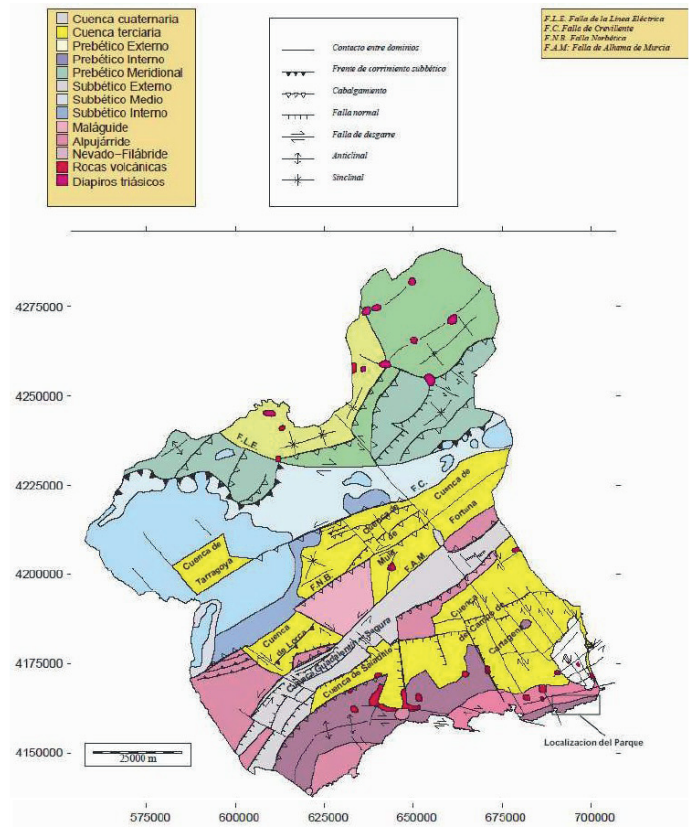 Cuenca cuaternaria
Cuenca terciaria
Prebético Externo
Prebético Interno
Prebético Meridional
Subbético Externo
Subbético Medio
Subbético Interno
Maláguide
Alpujárride
Nevado-Filábride
Rocas volcánicas
Diapiros triásicos
Contacto entre dominios
Frente de corrimiento subbético
Cabalgamiento
Falla normal
Falla de desgarre
Anticlinal
Sinclinal
F.L.E. Falla de la Línea Eléctrica
F.C. Falla de Crevillente
F.N.B. Falla Norbética
F.A.M: Falla de Alhama de Murcia
4275000
4250000
4225000
4200000
4175000
4150000
F.L.E.
F.C.
Cuenca de
Fortuna
Cuenca de
Mula
F.A.M.
F.N.B.
Cuenca de
Tarragoya
Cuenca
de Lorca
Cuenca Guadalentín-Segura
Cuenca de Saladillo
Cuenca
del Campo de
Cartagena
Localizacion del Parque
25000 m
575000
600000
625000
650000
675000
700000